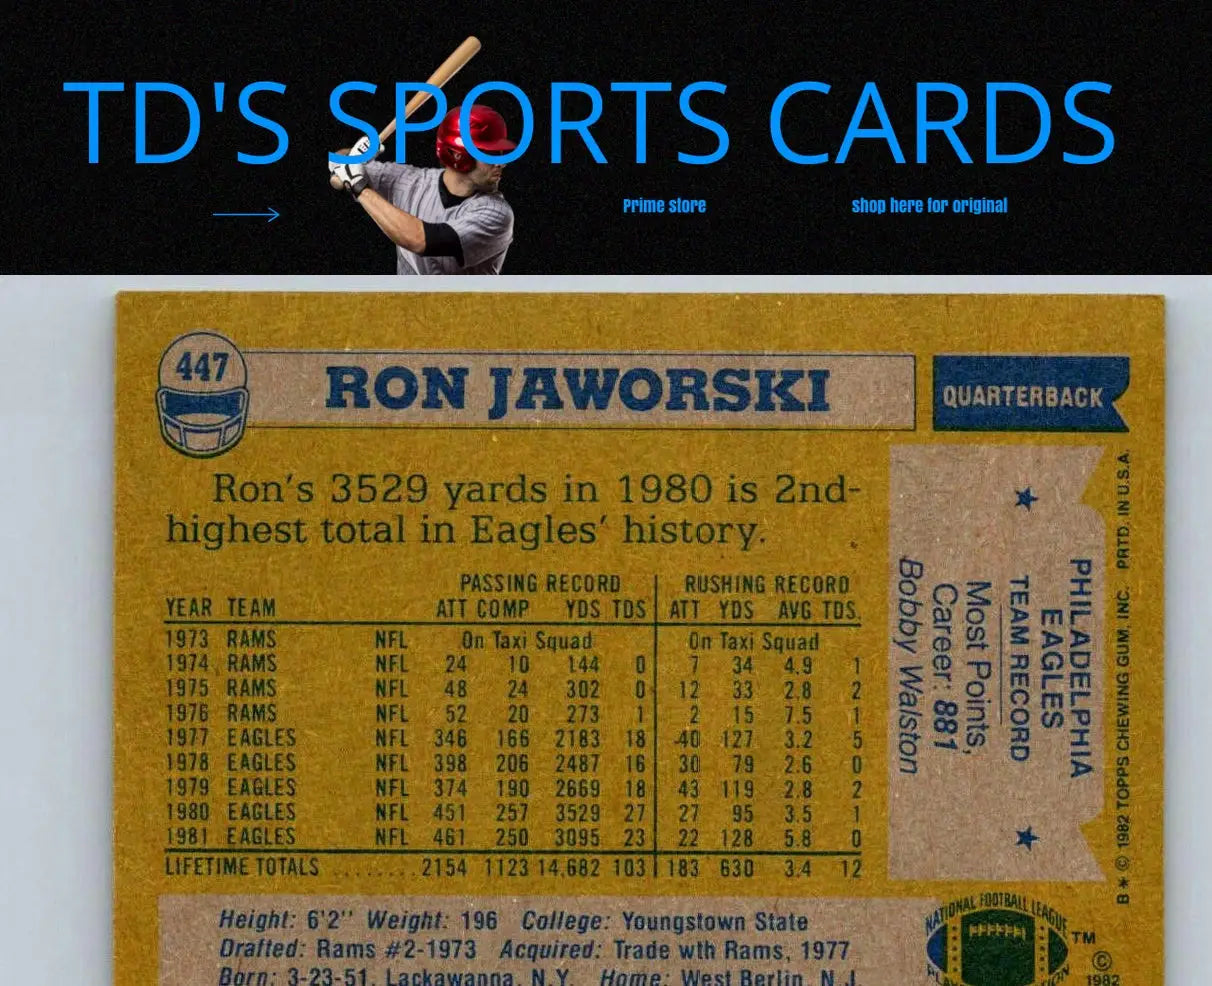 TD'S SPORTS CARDS
Prime store
shop here for original
447
RON JAWORSKI
QUARTERBACK
Ron's 3529 yards in 1980 is 2nd-
highest total in Eagles' history.
PASSING RECORD RUSHING RECORD
YEAR TEAM ATT COMP YDS TDS ATT YDS AVG TDS.
1973 RAMS NFL On Taxi Squad On Taxi Squad
1974 RAMS NFL 24 10 144 0 7 34 4.9 1
1975 RAMS NFL 48 24 302 0 12 33 2.8 2
1976 RAMS NFL 52 20 273 1 2 15 7.5 1
1977 EAGLES NFL 346 166 2183 18 40 127 3.2 5
1978 EAGLES NFL 398 206 2487 16 30 79 2.6 0
1979 EAGLES NFL 374 190 2669 18 43 119 2.8 2
1980 EAGLES NFL 451 257 3529 27 27 95 3.5 1
1981 EAGLES NFL 461 250 3095 23 22 128 5.8 0
LIFETIME TOTALS ........ 2154 1123 14,682 103 183 630 3.4 12
PHILADELPHIA
EAGLES
TEAM RECORD
Most Points,
Career: 881
Bobby Walston
B* © 1982 TOPPS CHEWING GUM, INC. PRTD. IN U.S.A.
Height: 6'2'' Weight: 196 College: Youngstown State
Drafted: Rams #2-1973 Acquired: Trade wth Rams, 1977
Born: 3-23-51, Lackawanna, N.Y. Home: West Berlin, N.J.
NATIONAL FOOTBALL LEAGUE
TM
©
1982